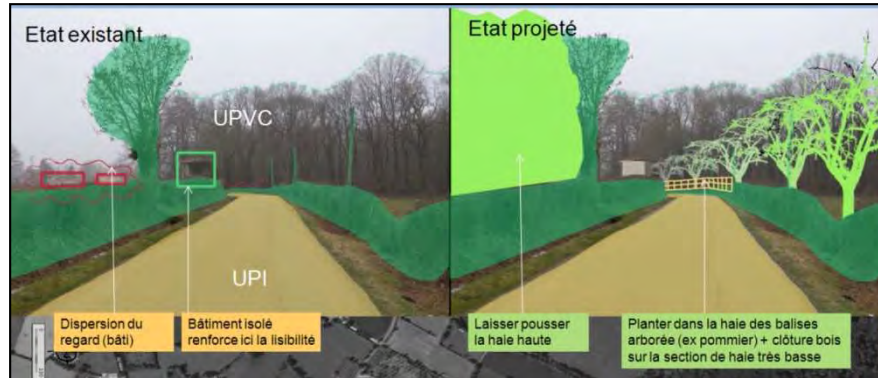 Etat existant
UPVC
UPI
Dispersion du
regard (bâti)
Bâtiment isolé
renforce ici la lisibilité
Etat projeté
Laisser pousser
la haie haute
Planter dans la haie des balises
arborée (ex pommier) + clôture bois
sur la section de haie très basse